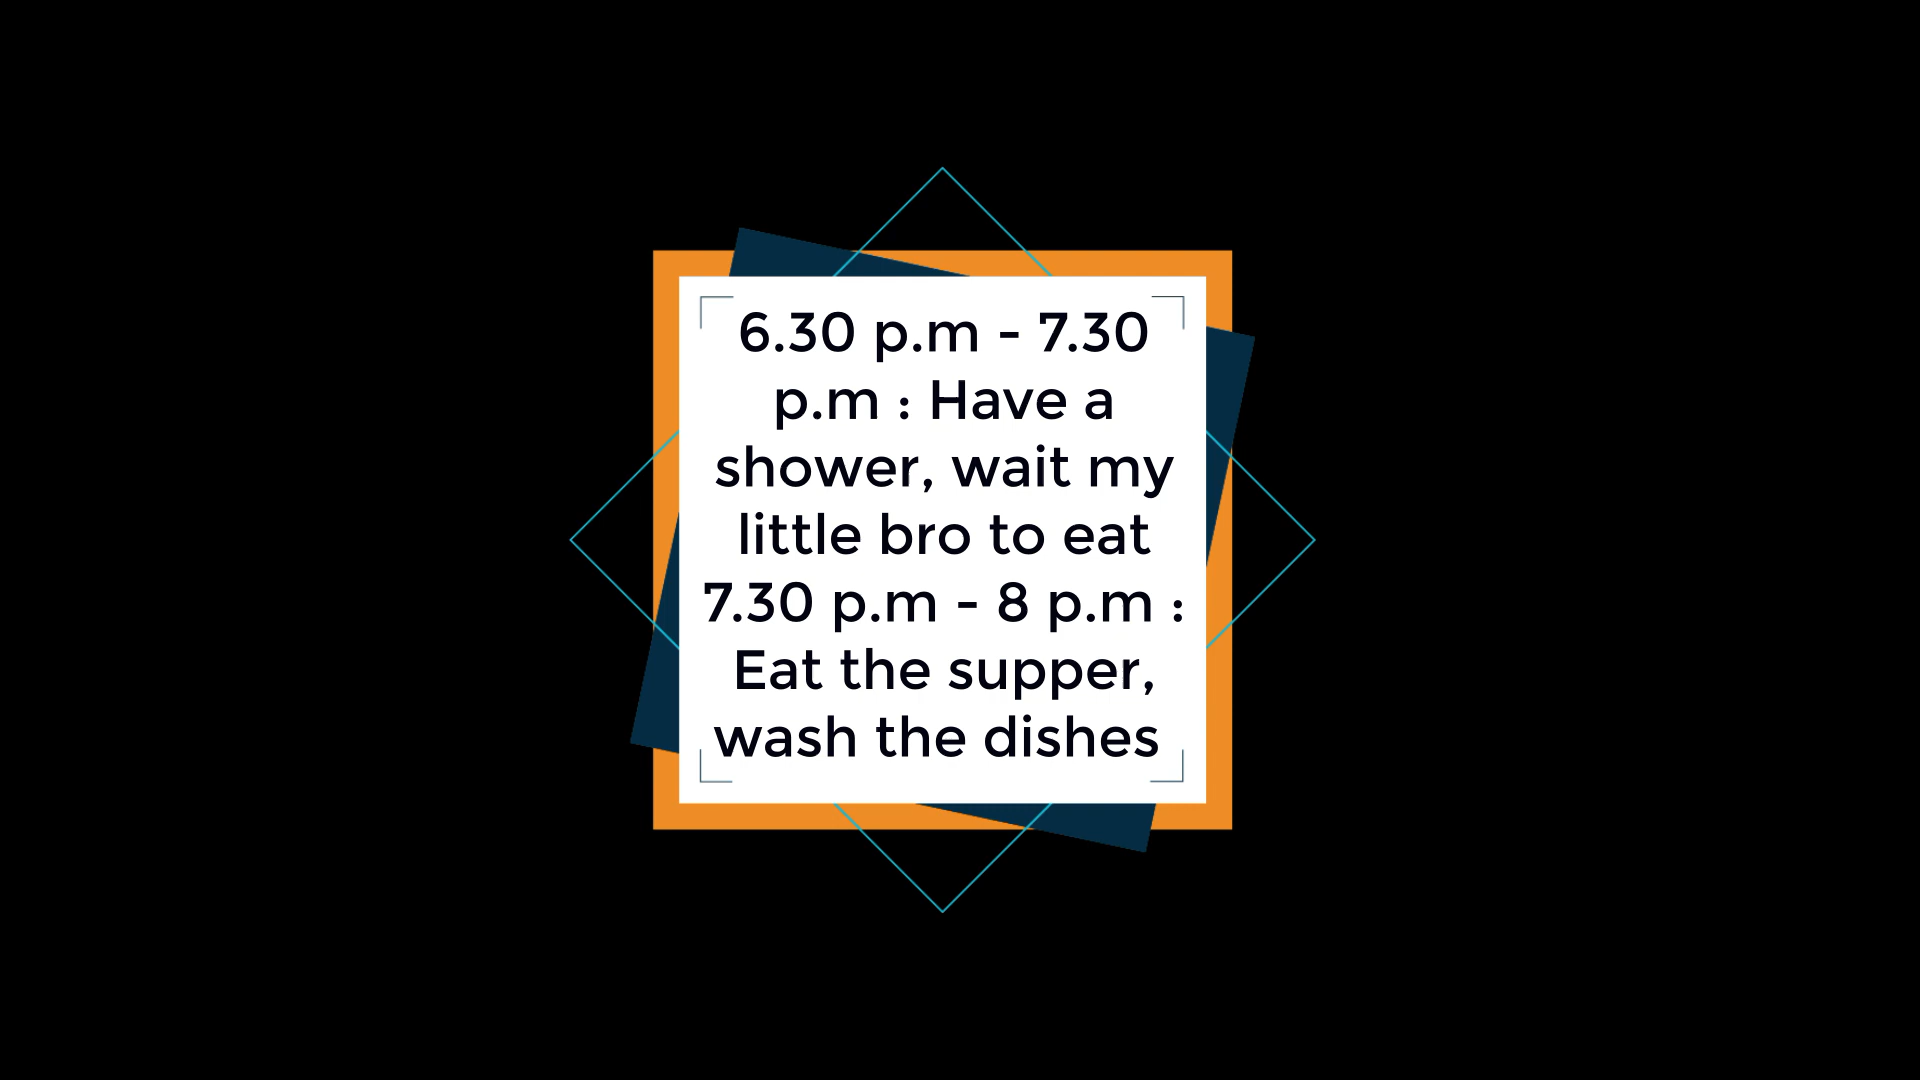 6.30 p.m - 7.30
p.m : Have a
shower, wait my
little bro to eat
7.30 p.m - 8 p.m :
Eat the supper,
wash the dishes